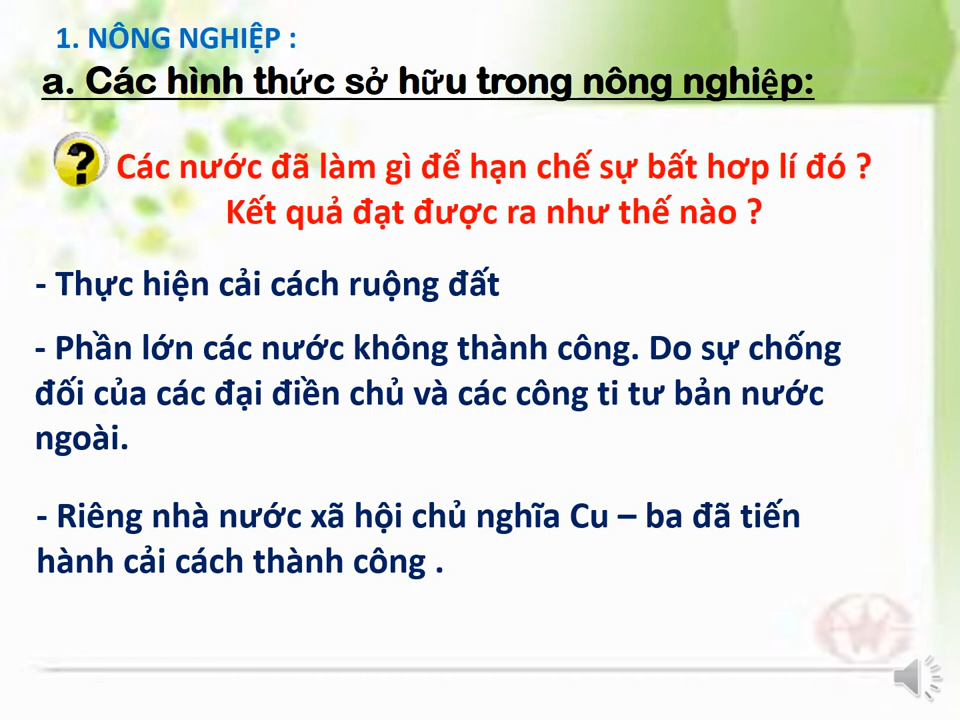 1. NÔNG NGHIỆP :
a. Các hình thức sở hữu trong nông nghiệp:
? Các nước đã làm gì để hạn chế sự bất hơp lí đó ?
Kết quả đạt được ra như thế nào ?
- Thực hiện cải cách ruộng đất
- Phần lớn các nước không thành công. Do sự chống
đối của các đại điền chủ và các công ti tư bản nước
ngoài.
- Riêng nhà nước xã hội chủ nghĩa Cu – ba đã tiến
hành cải cách thành công .